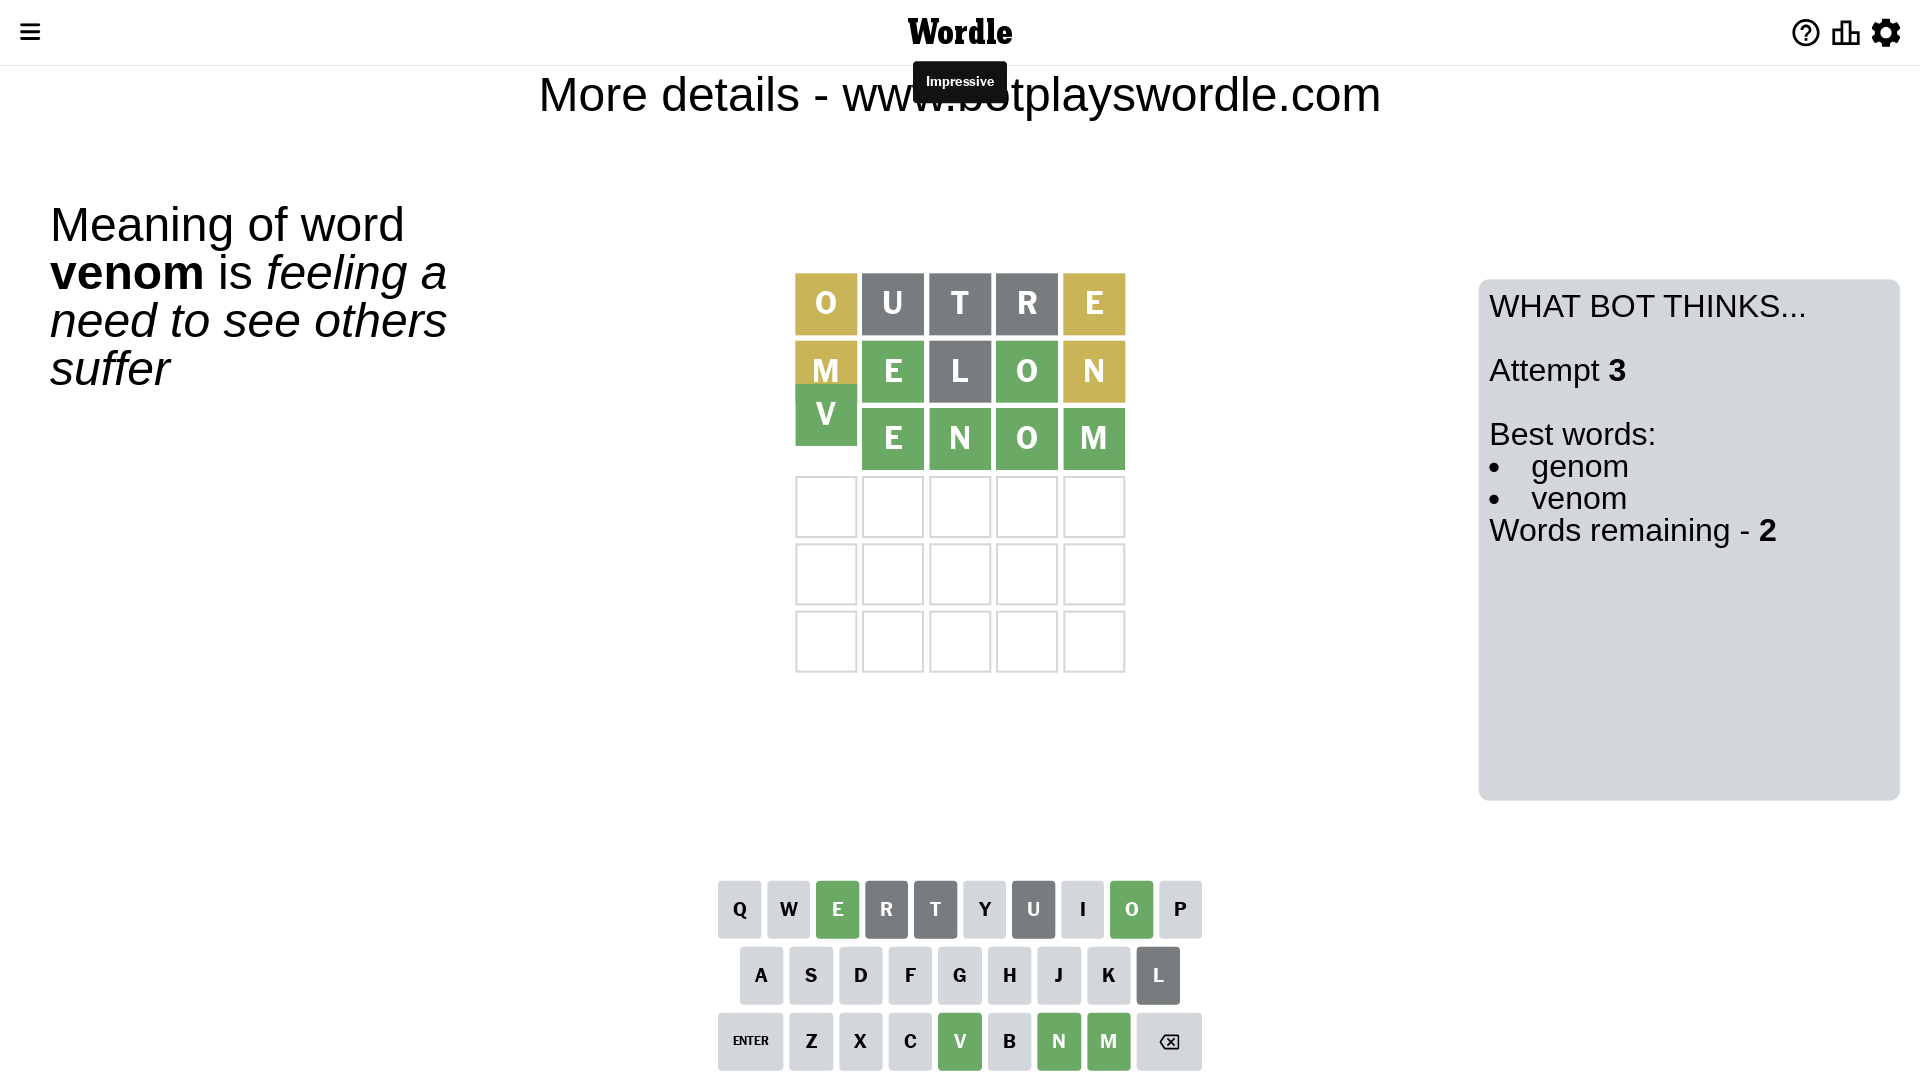 Wordle
Impressive
More details - www.botplayswordle.com
Meaning of word
venom is feeling a
need to see others
suffer
O U T R E
M E L O N
V E N O M
WHAT BOT THINKS...
Attempt 3
Best words:
• genom
• venom
Words remaining - 2
Q W E R T Y U I O P
A S D F G H J K L
ENTER Z X C V B N M